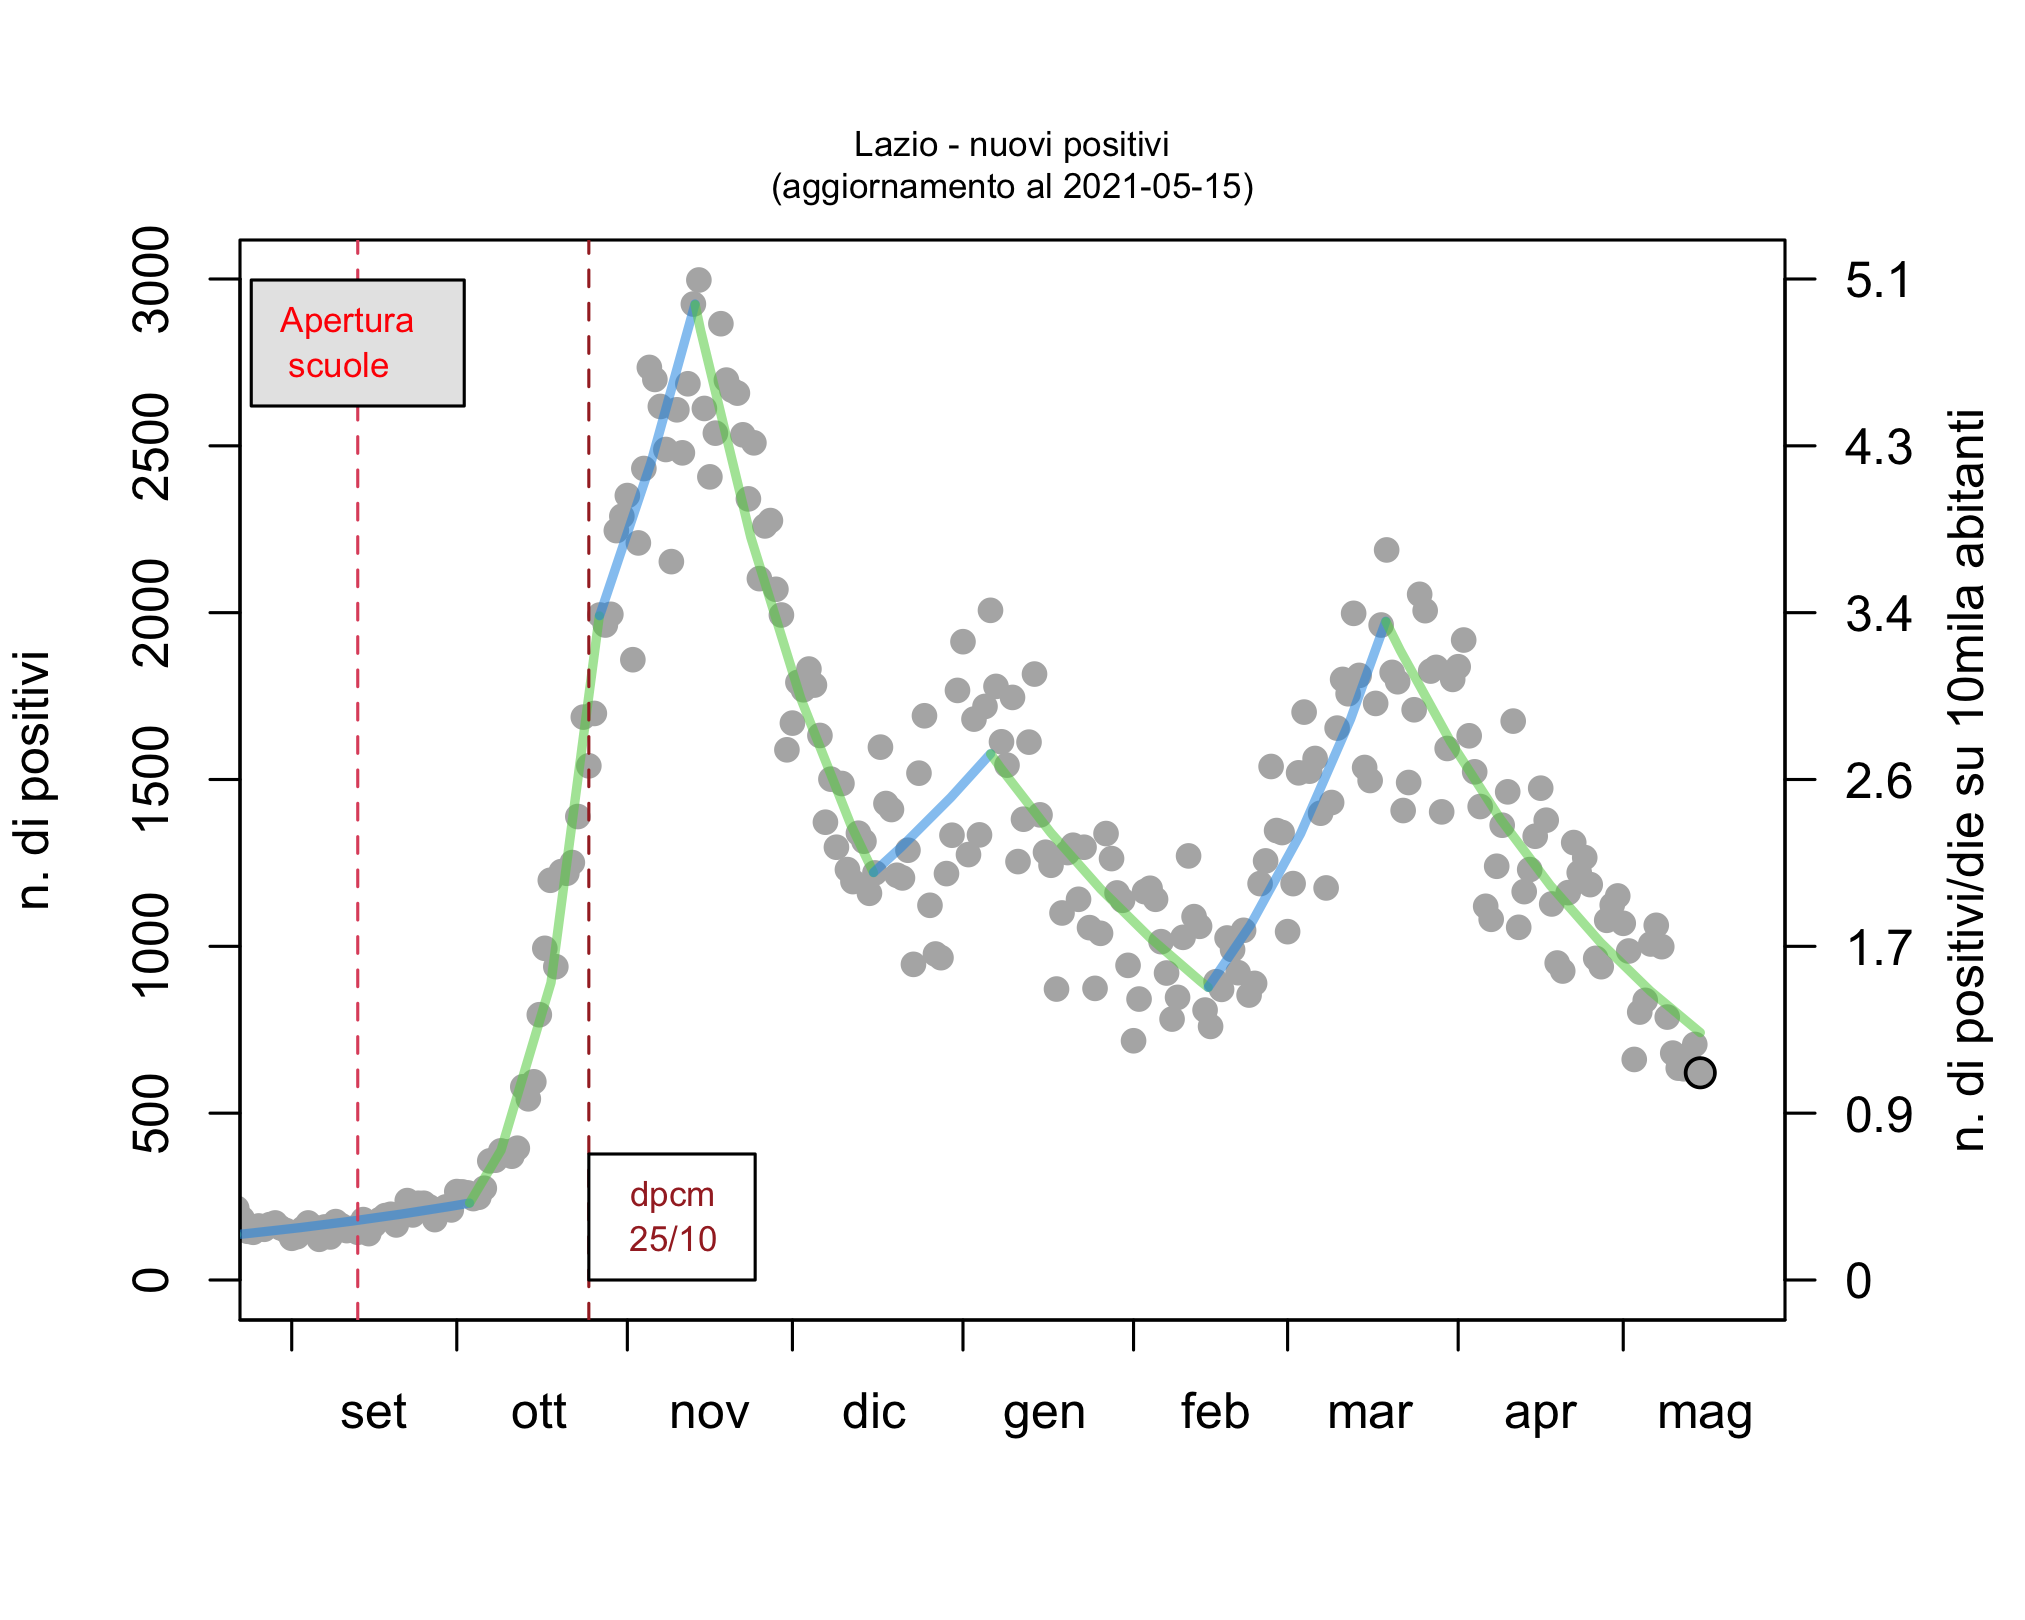 Lazio - nuovi positivi
(aggiornamento al 2021-05-15)
n. di positivi
3000
2500
2000
1500
1000
500
0
Apertura
scuole
dpcm
25/10
5.1
4.3
3.4
2.6
1.7
0.9
0
n. di positivi/die su 10mila abitanti
set ott nov dic gen feb mar apr mag